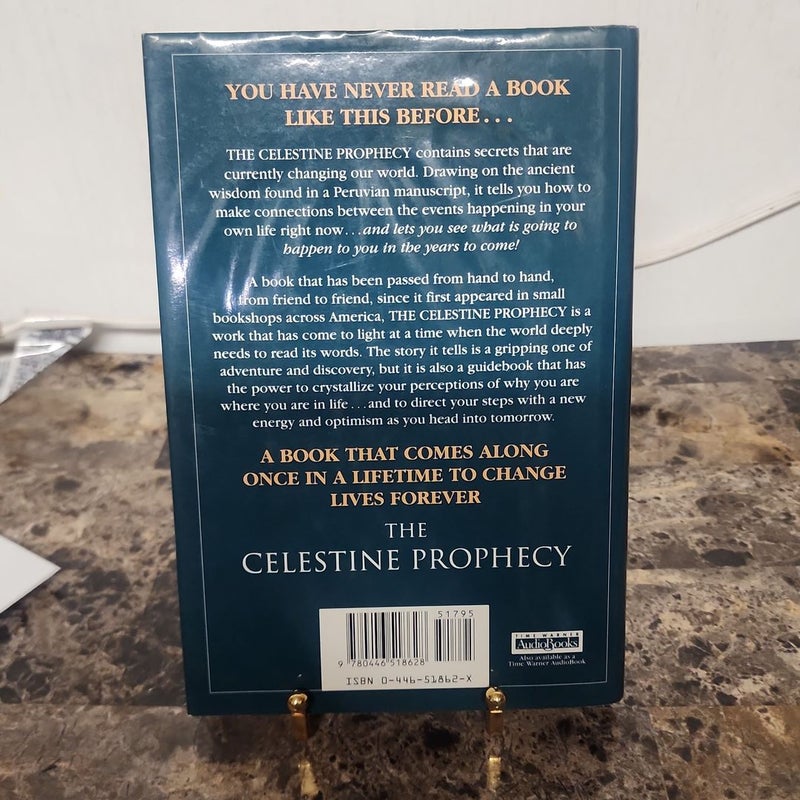 YOU HAVE NEVER READ A BOOK
LIKE THIS BEFORE...
THE CELESTINE PROPHECY contains secrets that are
currently changing our world. Drawing on the ancient
wisdom found in a Peruvian manuscript, it tells you how to
make connections between the events happening in your
own life right now...and lets you see what is going to
happen to you in the years to come!
A book that has been passed from hand to hand,
from friend to friend, since it first appeared in small
bookshops across America, THE CELESTINE PROPHECY is a
work that has come to light at a time when the world deeply
needs to read its words. The story it tells is a gripping one of
adventure and discovery, but it is also a guidebook that has
the power to crystallize your perceptions of why you are
where you are in life...and to direct your steps with a new
energy and optimism as you head into tomorrow.
A BOOK THAT COMES ALONG
ONCE IN A LIFETIME TO CHANGE
LIVES FOREVER
THE
CELESTINE PROPHECY
51795
9 780446 518628
ISBN 0-446-51862-X
TIME WARNER
AudioBooks
Also available as a
Time Warner AudioBook